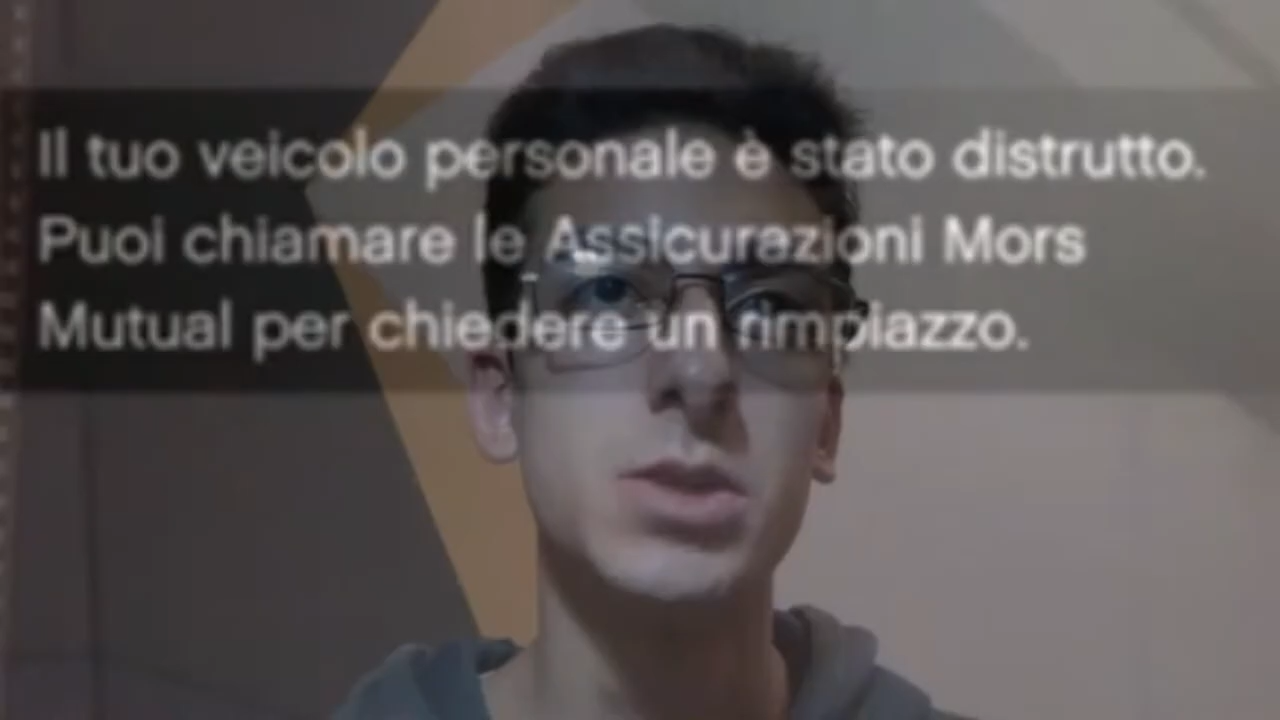 Il tuo veicolo personale è stato distrutto.
Puoi chiamare le Assicurazioni Mors
Mutual per chiedere un rimpiazzo.